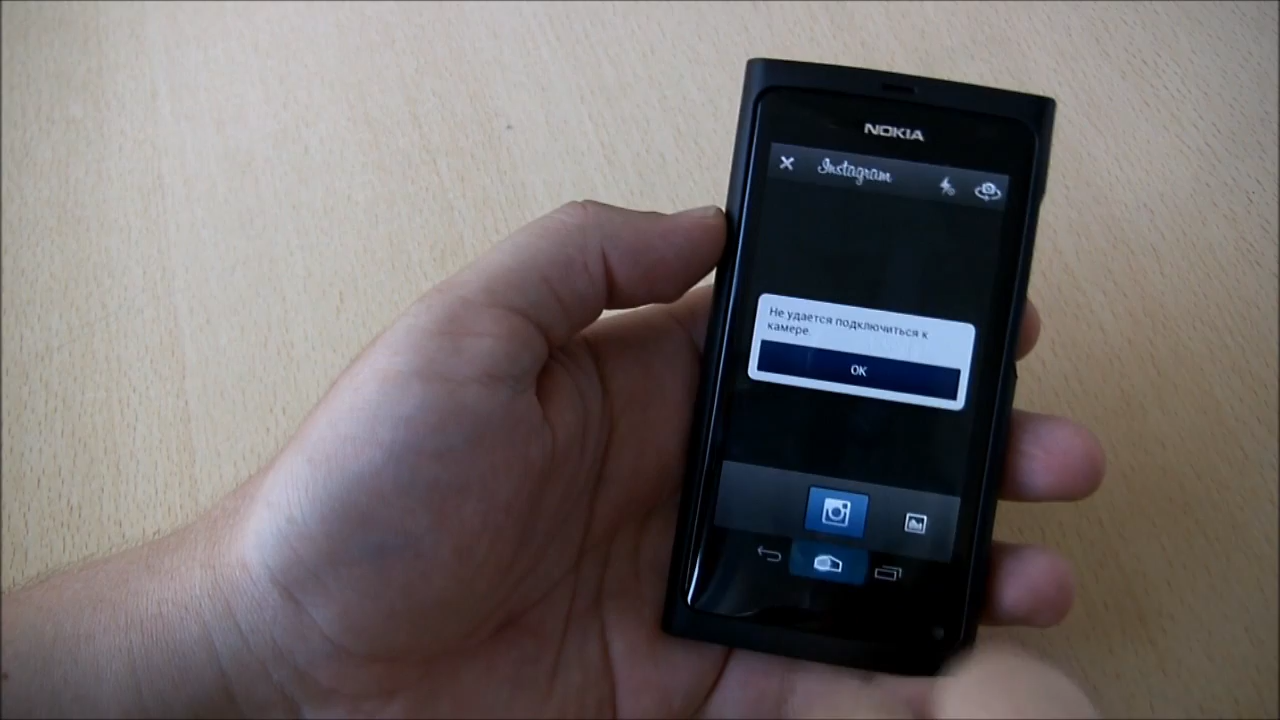 NOKIA
Instagram
Не удается подключиться к
камере.
OK